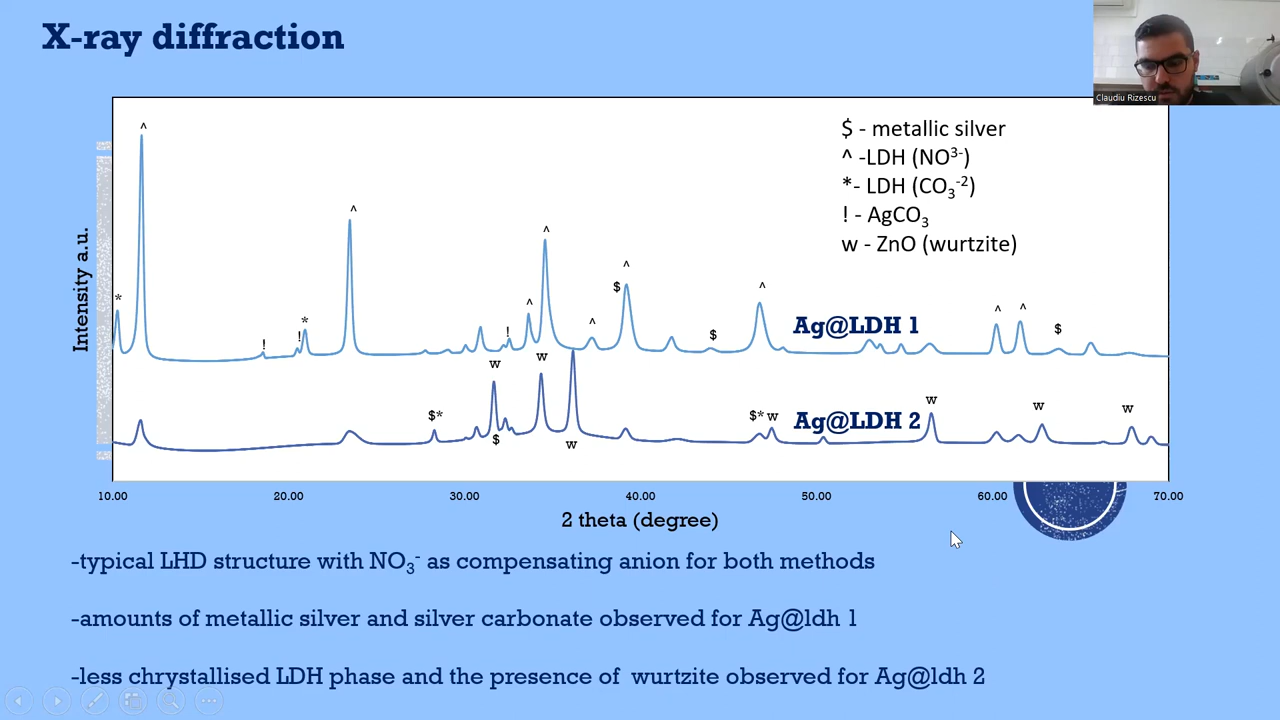 X-ray diffraction
Claudiu Rizescu
Intensity a.u.
$ - metallic silver
^ -LDH (NO³⁻)
*- LDH (CO₃⁻²)
! - AgCO₃
w - ZnO (wurtzite)
^
^
^
^
$
^
^
*
^
^ ^
$
!
! *
!
^
$
Ag@LDH 1
w
w
$*
$
w
$* w
Ag@LDH 2
w
w
w
10.00 20.00 30.00 40.00 50.00 60.00 70.00
2 theta (degree)
-typical LHD structure with NO₃⁻ as compensating anion for both methods
-amounts of metallic silver and silver carbonate observed for Ag@ldh 1
-less chrystallised LDH phase and the presence of wurtzite observed for Ag@ldh 2